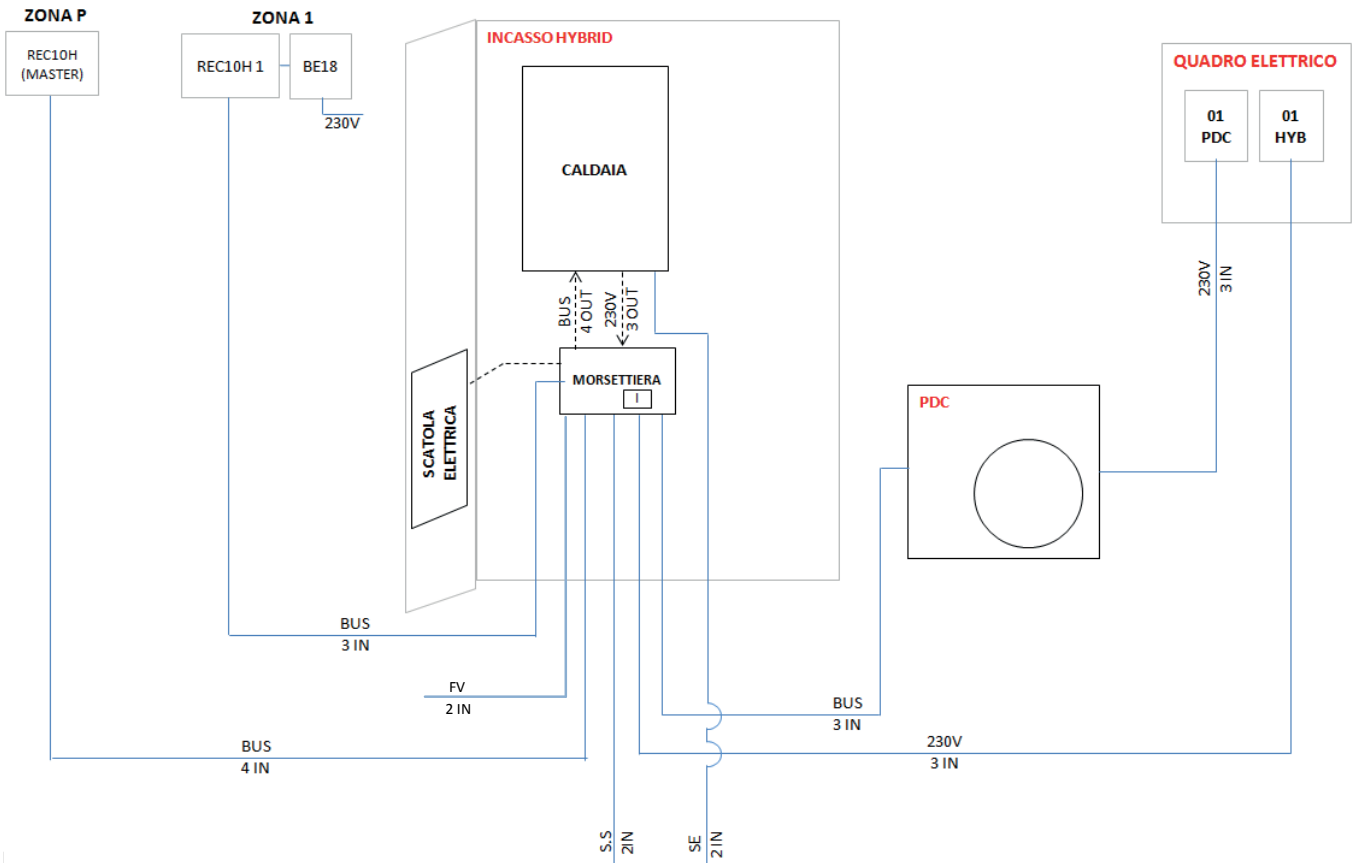 ZONA P
REC10H
(MASTER)
ZONA 1
REC10H 1
BE18
230V
INCASSO HYBRID
CALDAIA
BUS
4 OUT
230V
3 OUT
MORSETTIERA
I
SCATOLA
ELETTRICA
QUADRO ELETTRICO
01
PDC
01
HYB
230V
3 IN
PDC
BUS
3 IN
FV
2 IN
BUS
4 IN
BUS
3 IN
230V
3 IN
S.S
2IN
SE
2 IN